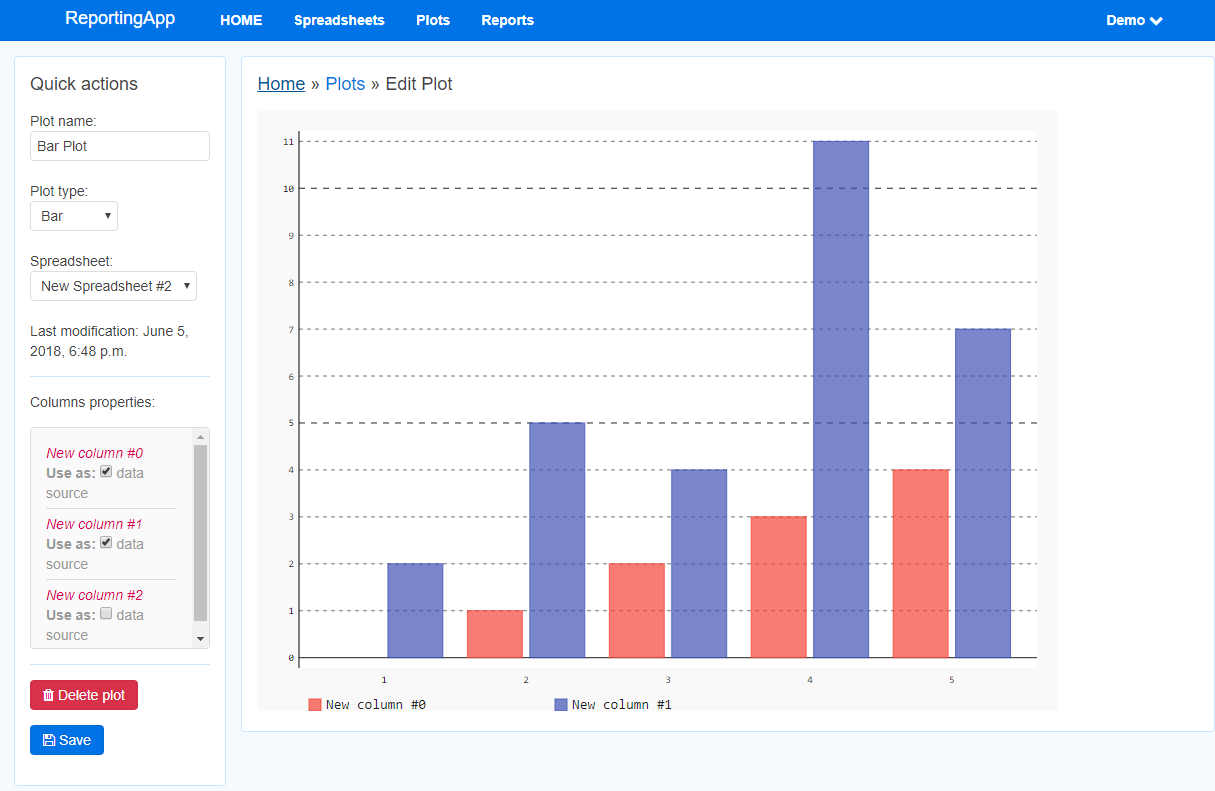 ReportingApp HOME Spreadsheets Plots Reports Demo
Quick actions
Plot name:
Bar Plot
Plot type:
Bar
Spreadsheet:
New Spreadsheet #2
Last modification: June 5,
2018, 6:48 p.m.
Columns properties:
New column #0
Use as: data
source
New column #1
Use as: data
source
New column #2
Use as: data
source
Delete plot
Save
Home » Plots » Edit Plot
11
10
9
8
7
6
5
4
3
2
1
0
1 2 3 4 5
New column #0 New column #1